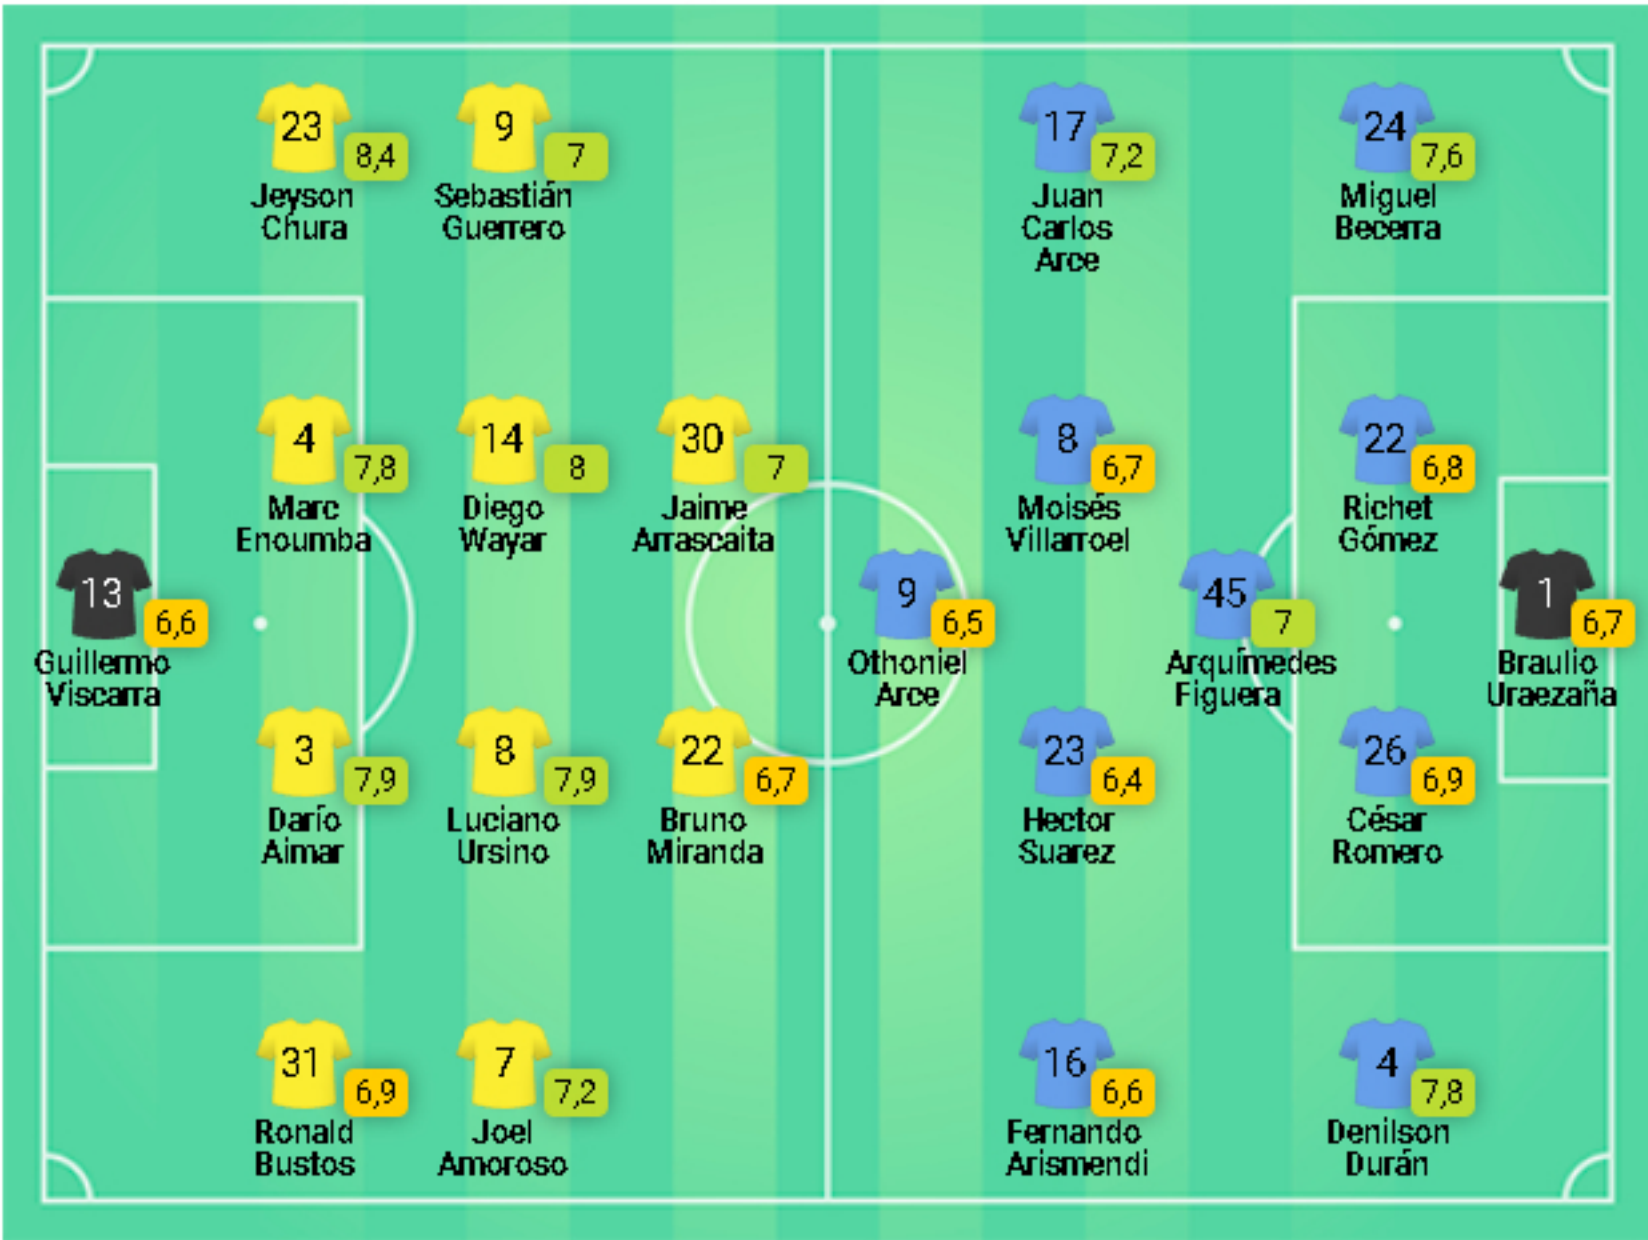 23
8,4
Jeyson
Chura
9
7
Sebastián
Guerrero
17
7,2
Juan
Carlos
Arce
24
7,6
Miguel
Becerra
4
7,8
Marc
Enoumba
14
8
Diego
Wayar
30
7
Jaime
Arrascaita
8
6,7
Moisés
Villarroel
22
6,8
Richet
Gómez
13
6,6
Guillermo
Viscarra
9
6,5
Othoniel
Arce
45
7
Arquímedes
Figuera
1
6,7
Braulio
Uraezaña
3
7,9
Darío
Aimar
8
7,9
Luciano
Ursino
22
6,7
Bruno
Miranda
23
6,4
Hector
Suarez
26
6,9
César
Romero
31
6,9
Ronald
Bustos
7
7,2
Joel
Amoroso
16
6,6
Fernando
Arismendi
4
7,8
Denilson
Durán